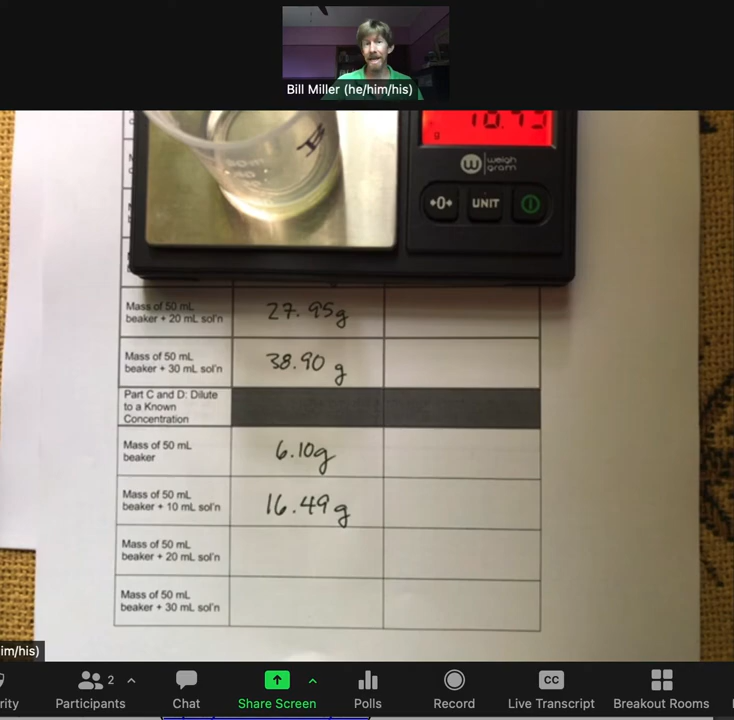 Bill Miller (he/him/his)
g
weigh
gram
UNIT
Mass of 50 mL
beaker + 20 mL sol'n
27.95g
Mass of 50 mL
beaker + 30 mL sol'n
38.90 g
Part C and D: Dilute
to a Known
Concentration
Mass of 50 mL
beaker
6.10g
Mass of 50 mL
beaker + 10 mL sol'n
16.49g
Mass of 50 mL
beaker + 20 mL sol'n
Mass of 50 mL
beaker + 30 mL sol'n
im/his)
rity
Participants
2
Chat
Share Screen
Polls
Record
CC
Live Transcript
Breakout Rooms